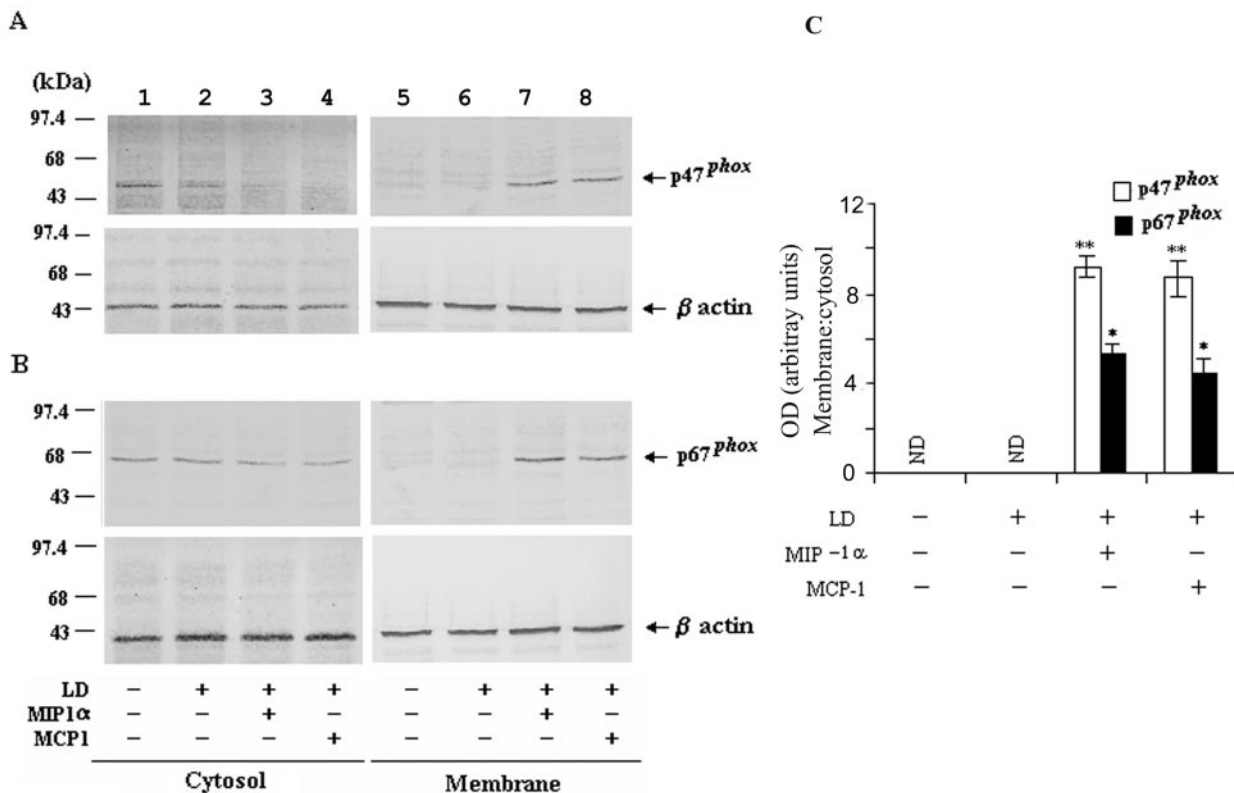 A
(kDa)
1 2 3 4 5 6 7 8
97.4
68
43
p47phox
97.4
68
43
β actin
B
97.4
68
43
p67phox
97.4
68
43
β actin
LD − + + + − + + +
MIP1α − − + − − − + −
MCP1 − − − + − − − +
Cytosol Membrane
C
p47phox
p67phox
OD (arbitray units)
Membrane:cytosol
12
8
4
0
ND ND ** * ** *
LD − + + +
MIP −1α − − + −
MCP-1 − − − +